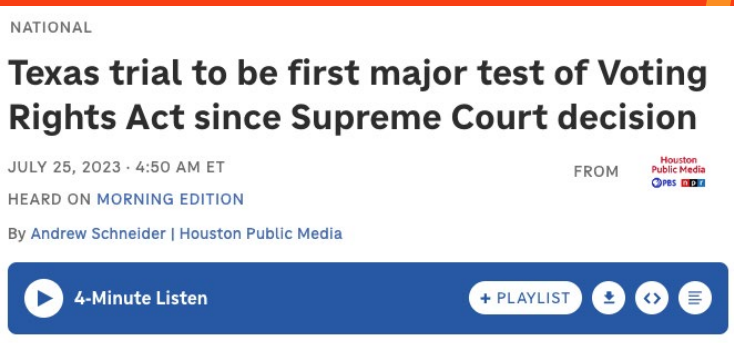 NATIONAL
Texas trial to be first major test of Voting
Rights Act since Supreme Court decision
JULY 25, 2023 · 4:50 AM ET
HEARD ON MORNING EDITION
By Andrew Schneider | Houston Public Media
FROM
Houston
Public Media
PBS npr
4-Minute Listen
+ PLAYLIST